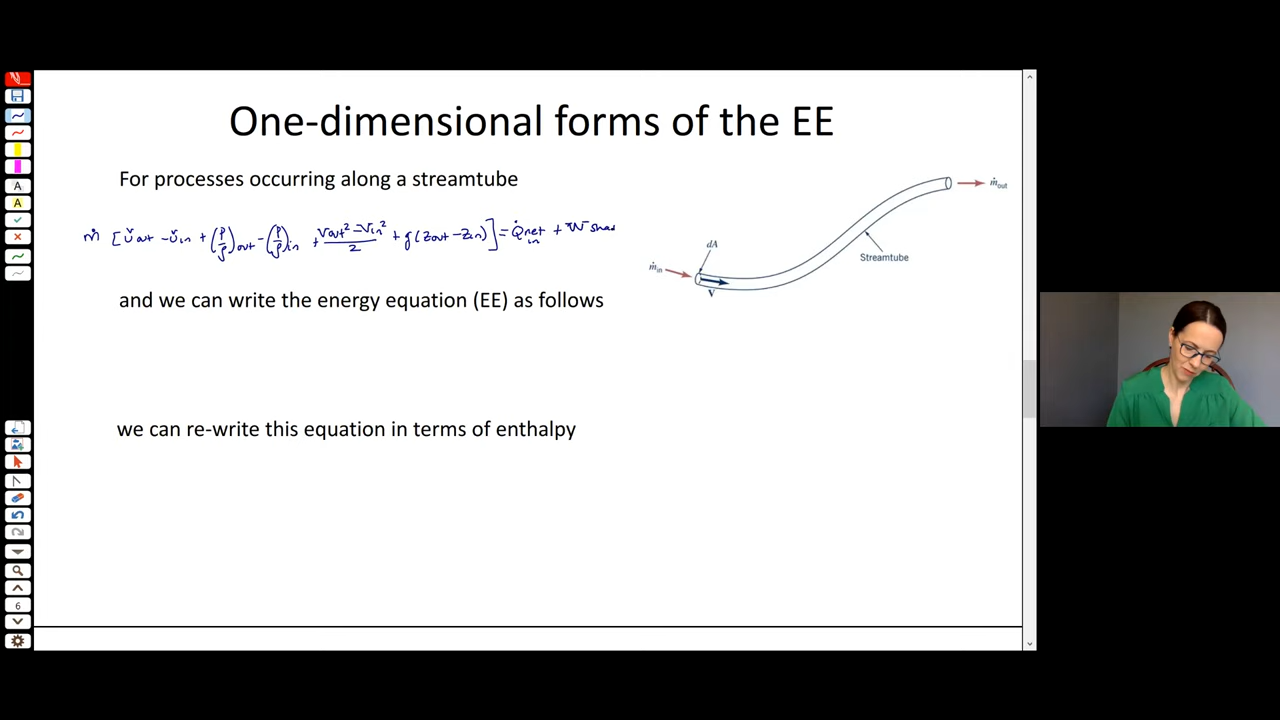 One-dimensional forms of the EE
For processes occurring along a streamtube
ṁ [ǔout - ǔin + (p/ρ)out - (p/ρ)in + (Vout² - Vin²)/2 + g(zout - zin)] = Q̇net in +
ṁout
Streamtube
dA
ṁin
V
and we can write the energy equation (EE) as follows
we can re-write this equation in terms of enthalpy
A
A
6